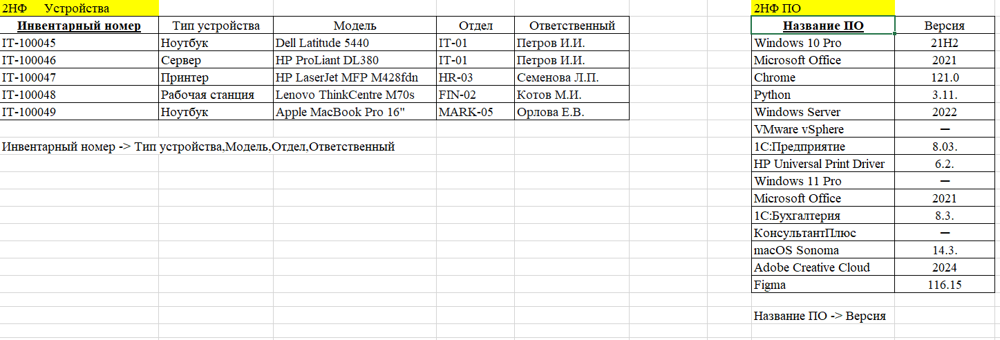 2НФ Устройства
Инвентарный номер Тип устройства Модель Отдел Ответственный
IT-100045 Ноутбук Dell Latitude 5440 IT-01 Петров И.И.
IT-100046 Сервер HP ProLiant DL380 IT-01 Петров И.И.
IT-100047 Принтер HP LaserJet MFP M428fdn HR-03 Семенова Л.П.
IT-100048 Рабочая станция Lenovo ThinkCentre M70s FIN-02 Котов М.И.
IT-100049 Ноутбук Apple MacBook Pro 16" MARK-05 Орлова Е.В.
Инвентарный номер -> Тип устройства,Модель,Отдел,Ответственный
2НФ ПО
Название ПО Версия
Windows 10 Pro 21H2
Microsoft Office 2021
Chrome 121.0
Python 3.11.
Windows Server 2022
VMware vSphere —
1С:Предприятие 8.03.
HP Universal Print Driver 6.2.
Windows 11 Pro —
Microsoft Office 2021
1С:Бухгалтерия 8.3.
КонсультантПлюс —
macOS Sonoma 14.3.
Adobe Creative Cloud 2024
Figma 116.15
Название ПО -> Версия